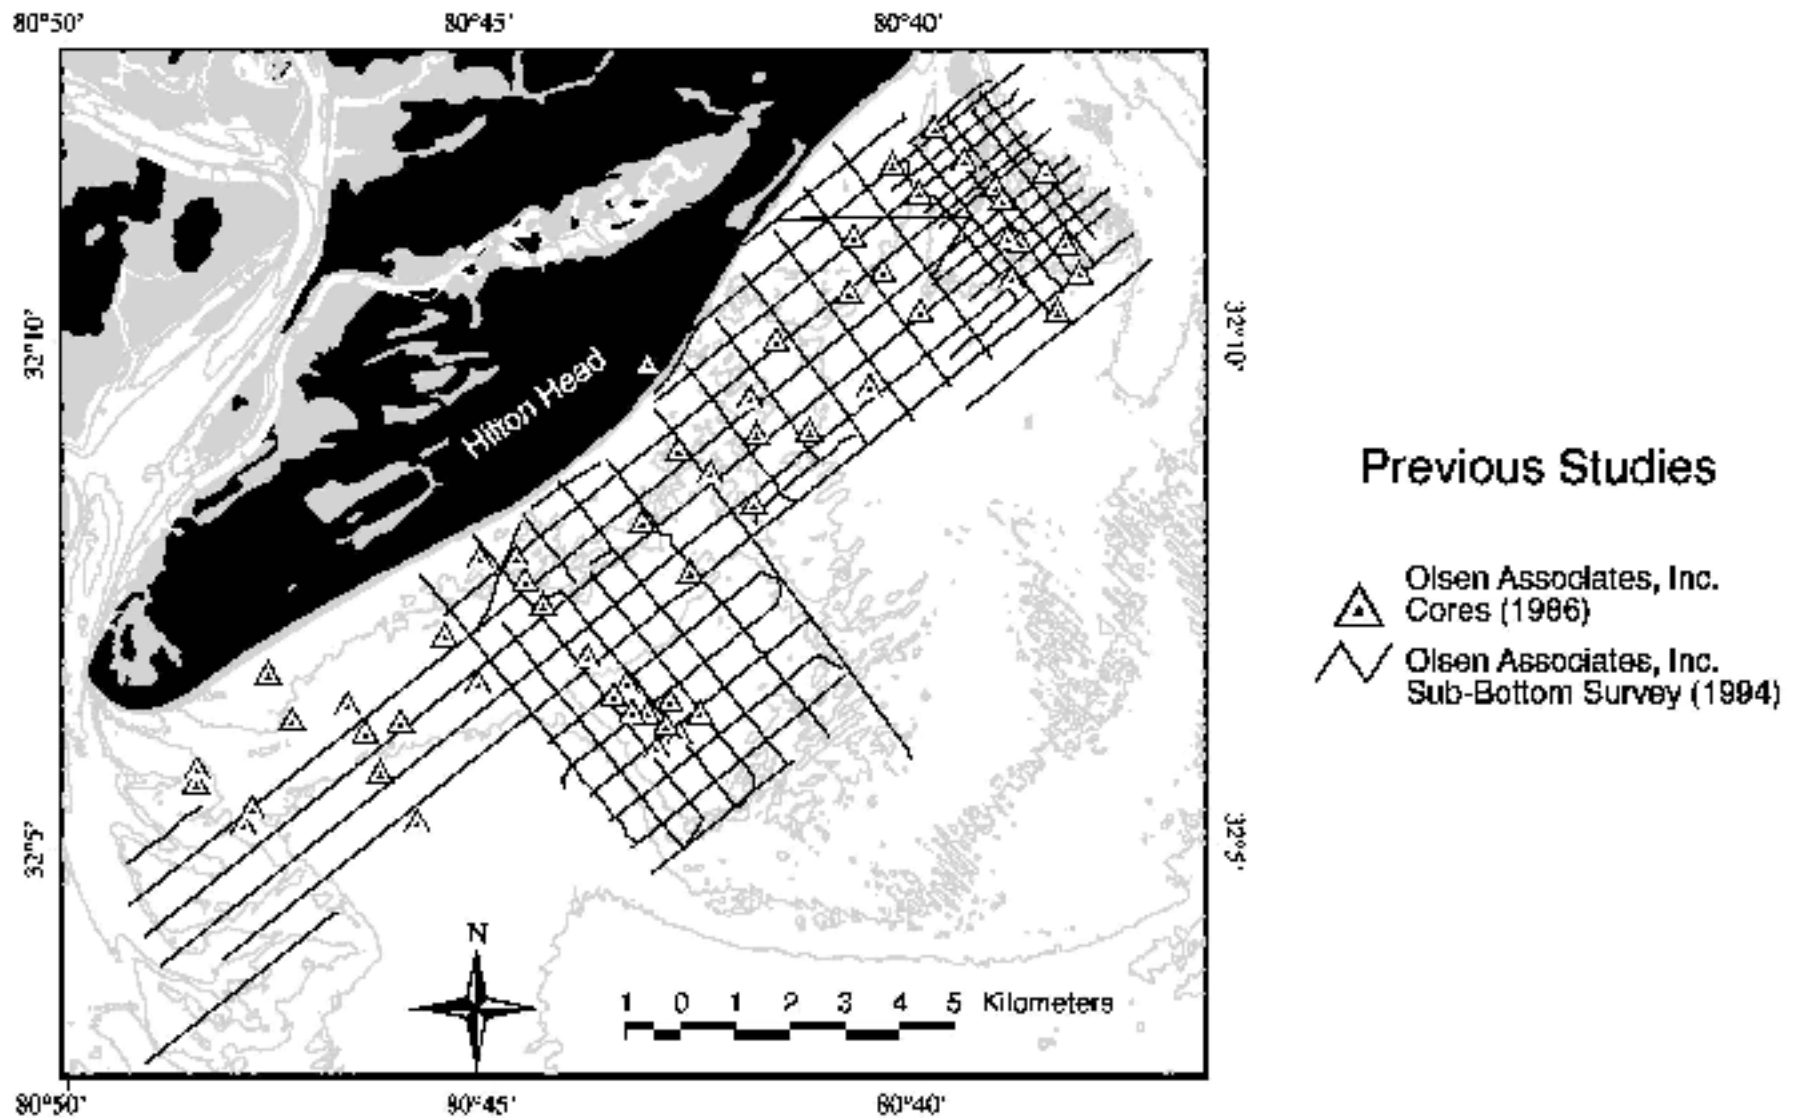 80°50' 80°45' 80°40'
32°10' 32°10'
Hilton Head
Previous Studies
Olsen Associates, Inc.
Cores (1986)
Olsen Associates, Inc.
Sub-Bottom Survey (1994)
32°5' 32°5'
N
1 0 1 2 3 4 5 Kilometers
80°50' 80°45' 80°40'